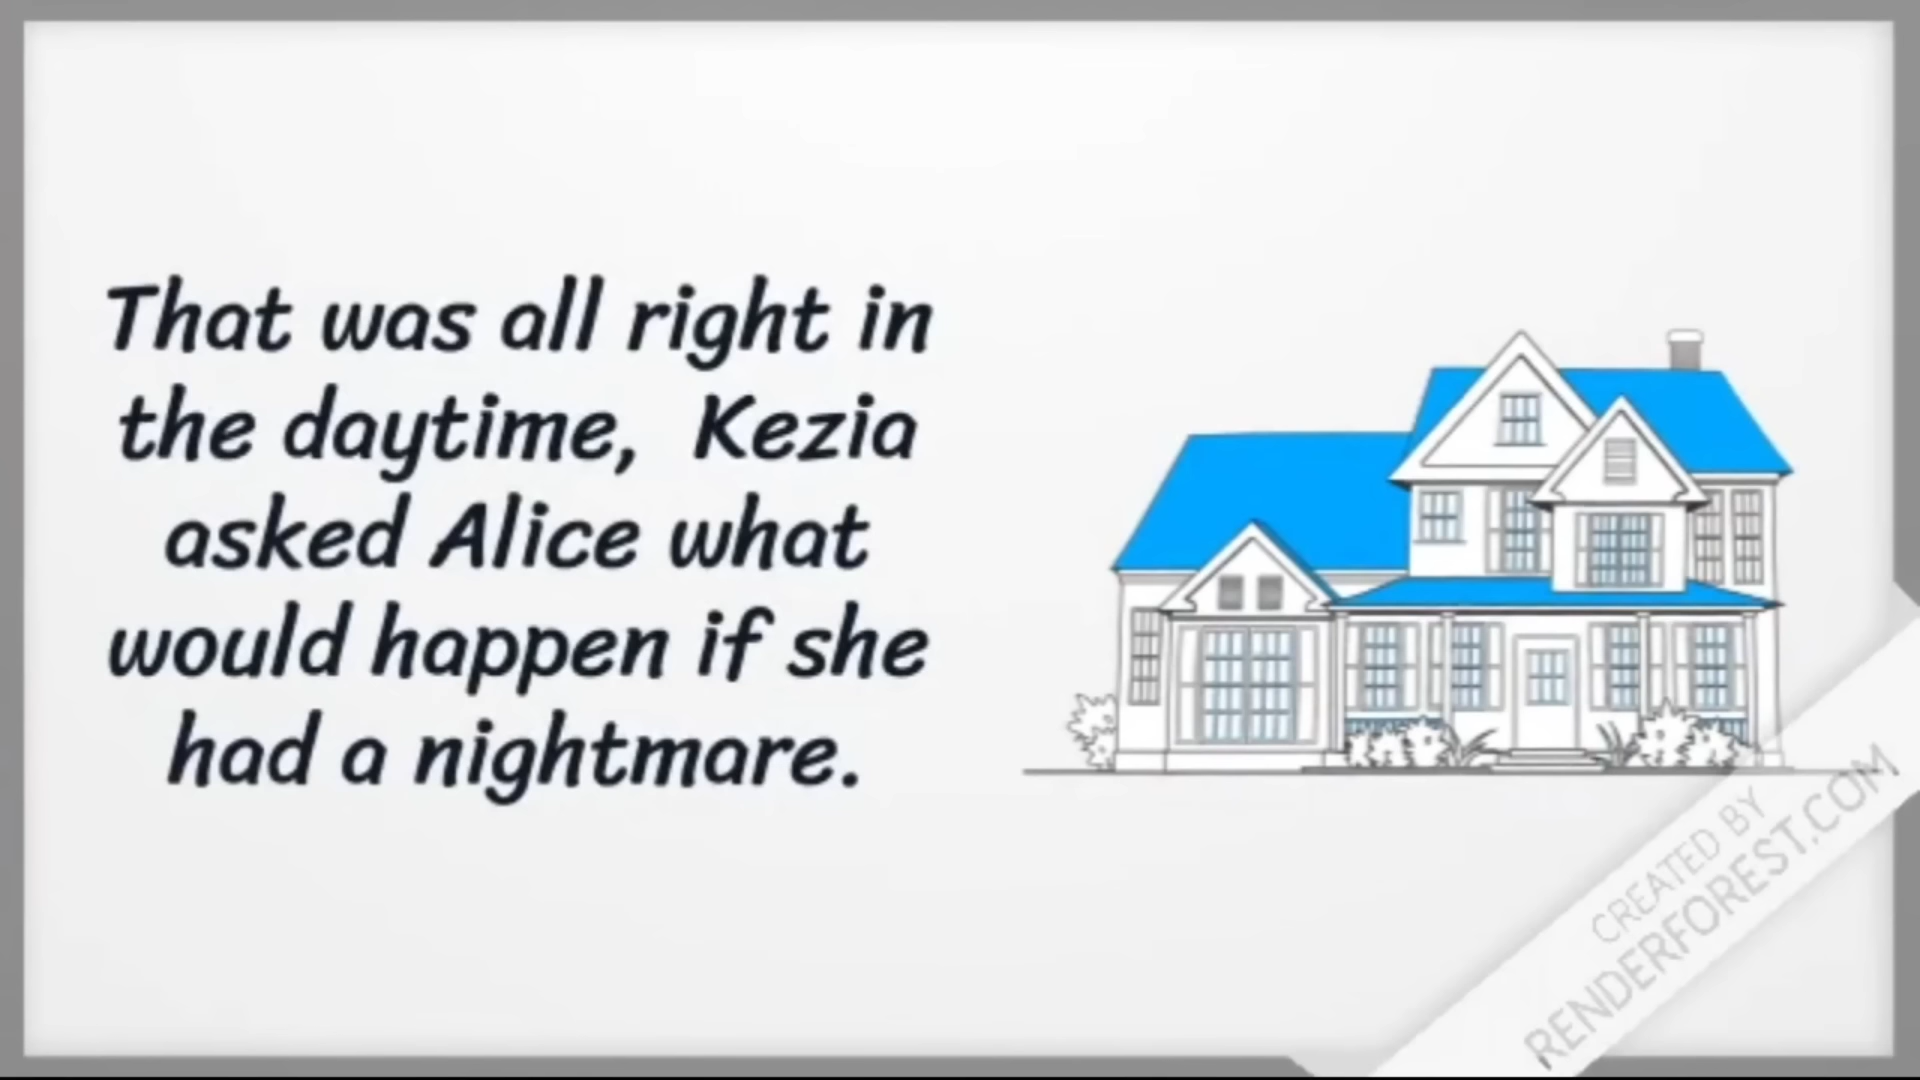 That was all right in
the daytime,  Kezia
asked Alice what
would happen if she
had a nightmare.
CREATED BY
RENDERFOREST.COM